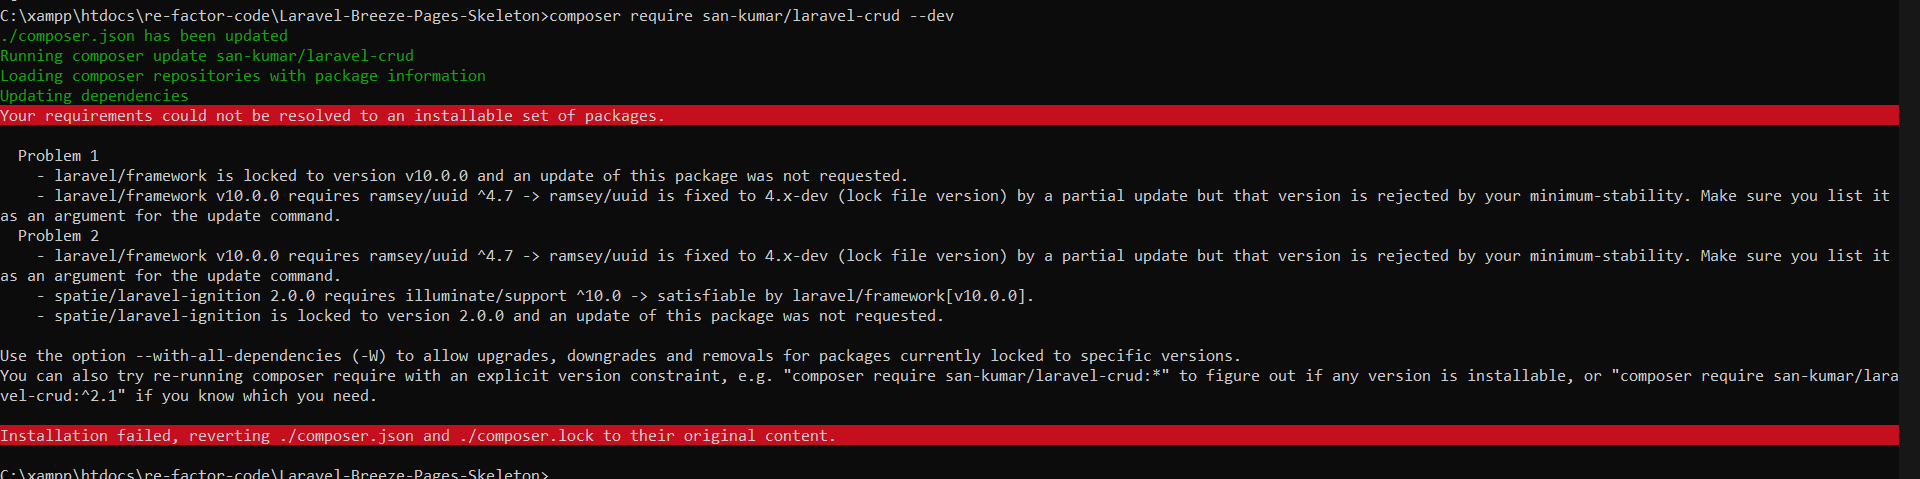 C:\xampp\htdocs\re-factor-code\Laravel-Breeze-Pages-Skeleton>composer require san-kumar/laravel-crud --dev
./composer.json has been updated
Running composer update san-kumar/laravel-crud
Loading composer repositories with package information
Updating dependencies
Your requirements could not be resolved to an installable set of packages.
  Problem 1
    - laravel/framework is locked to version v10.0.0 and an update of this package was not requested.
    - laravel/framework v10.0.0 requires ramsey/uuid ^4.7 -> ramsey/uuid is fixed to 4.x-dev (lock file version) by a partial update but that version is rejected by your minimum-stability. Make sure you list it
as an argument for the update command.
  Problem 2
    - laravel/framework v10.0.0 requires ramsey/uuid ^4.7 -> ramsey/uuid is fixed to 4.x-dev (lock file version) by a partial update but that version is rejected by your minimum-stability. Make sure you list it
as an argument for the update command.
    - spatie/laravel-ignition 2.0.0 requires illuminate/support ^10.0 -> satisfiable by laravel/framework[v10.0.0].
    - spatie/laravel-ignition is locked to version 2.0.0 and an update of this package was not requested.
Use the option --with-all-dependencies (-W) to allow upgrades, downgrades and removals for packages currently locked to specific versions.
You can also try re-running composer require with an explicit version constraint, e.g. "composer require san-kumar/laravel-crud:*" to figure out if any version is installable, or "composer require san-kumar/lara
vel-crud:^2.1" if you know which you need.
Installation failed, reverting ./composer.json and ./composer.lock to their original content.
C:\xampp\htdocs\re-factor-code\Laravel-Breeze-Pages-Skeleton>